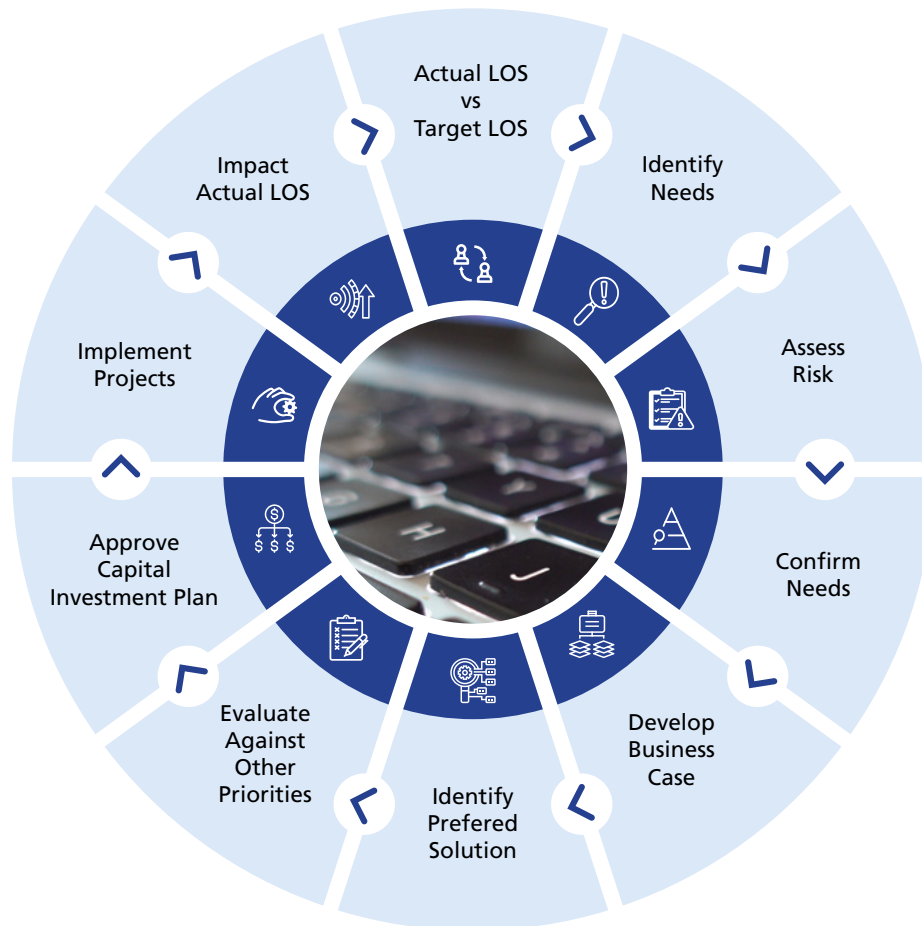 Actual LOS
vs
Target LOS
Identify
Needs
Assess
Risk
Confirm
Needs
Develop
Business
Case
Identify
Prefered
Solution
Evaluate
Against
Other
Priorities
Approve
Capital
Investment Plan
Implement
Projects
Impact
Actual LOS
H
Y
J